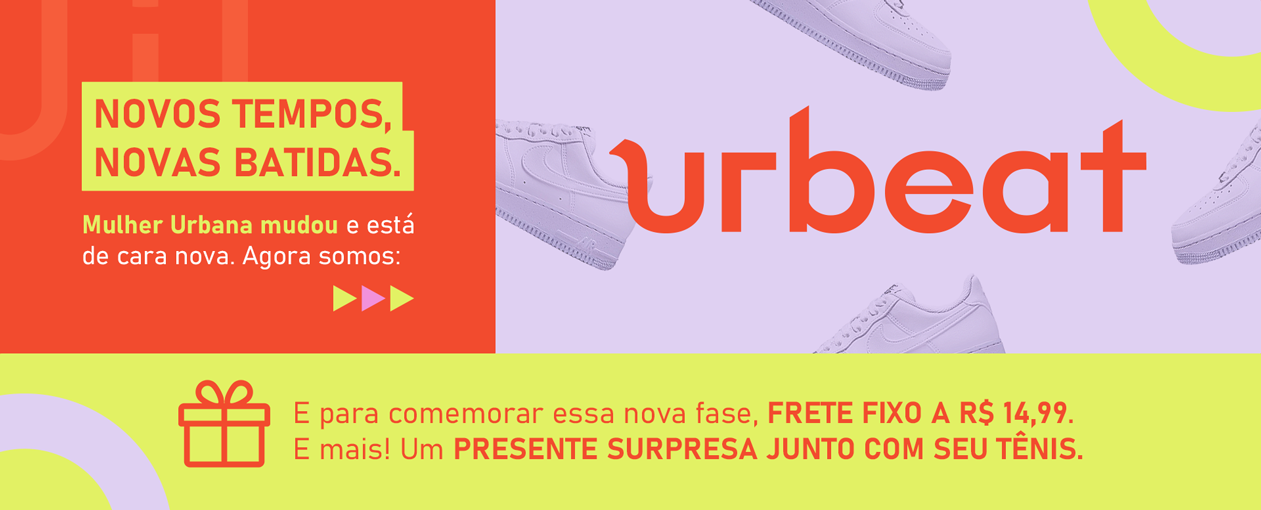 NOVOS TEMPOS,
NOVAS BATIDAS.
Mulher Urbana mudou e está
de cara nova. Agora somos:
urbeat
E para comemorar essa nova fase, FRETE FIXO A R$ 14,99.
E mais! Um PRESENTE SURPRESA JUNTO COM SEU TÊNIS.